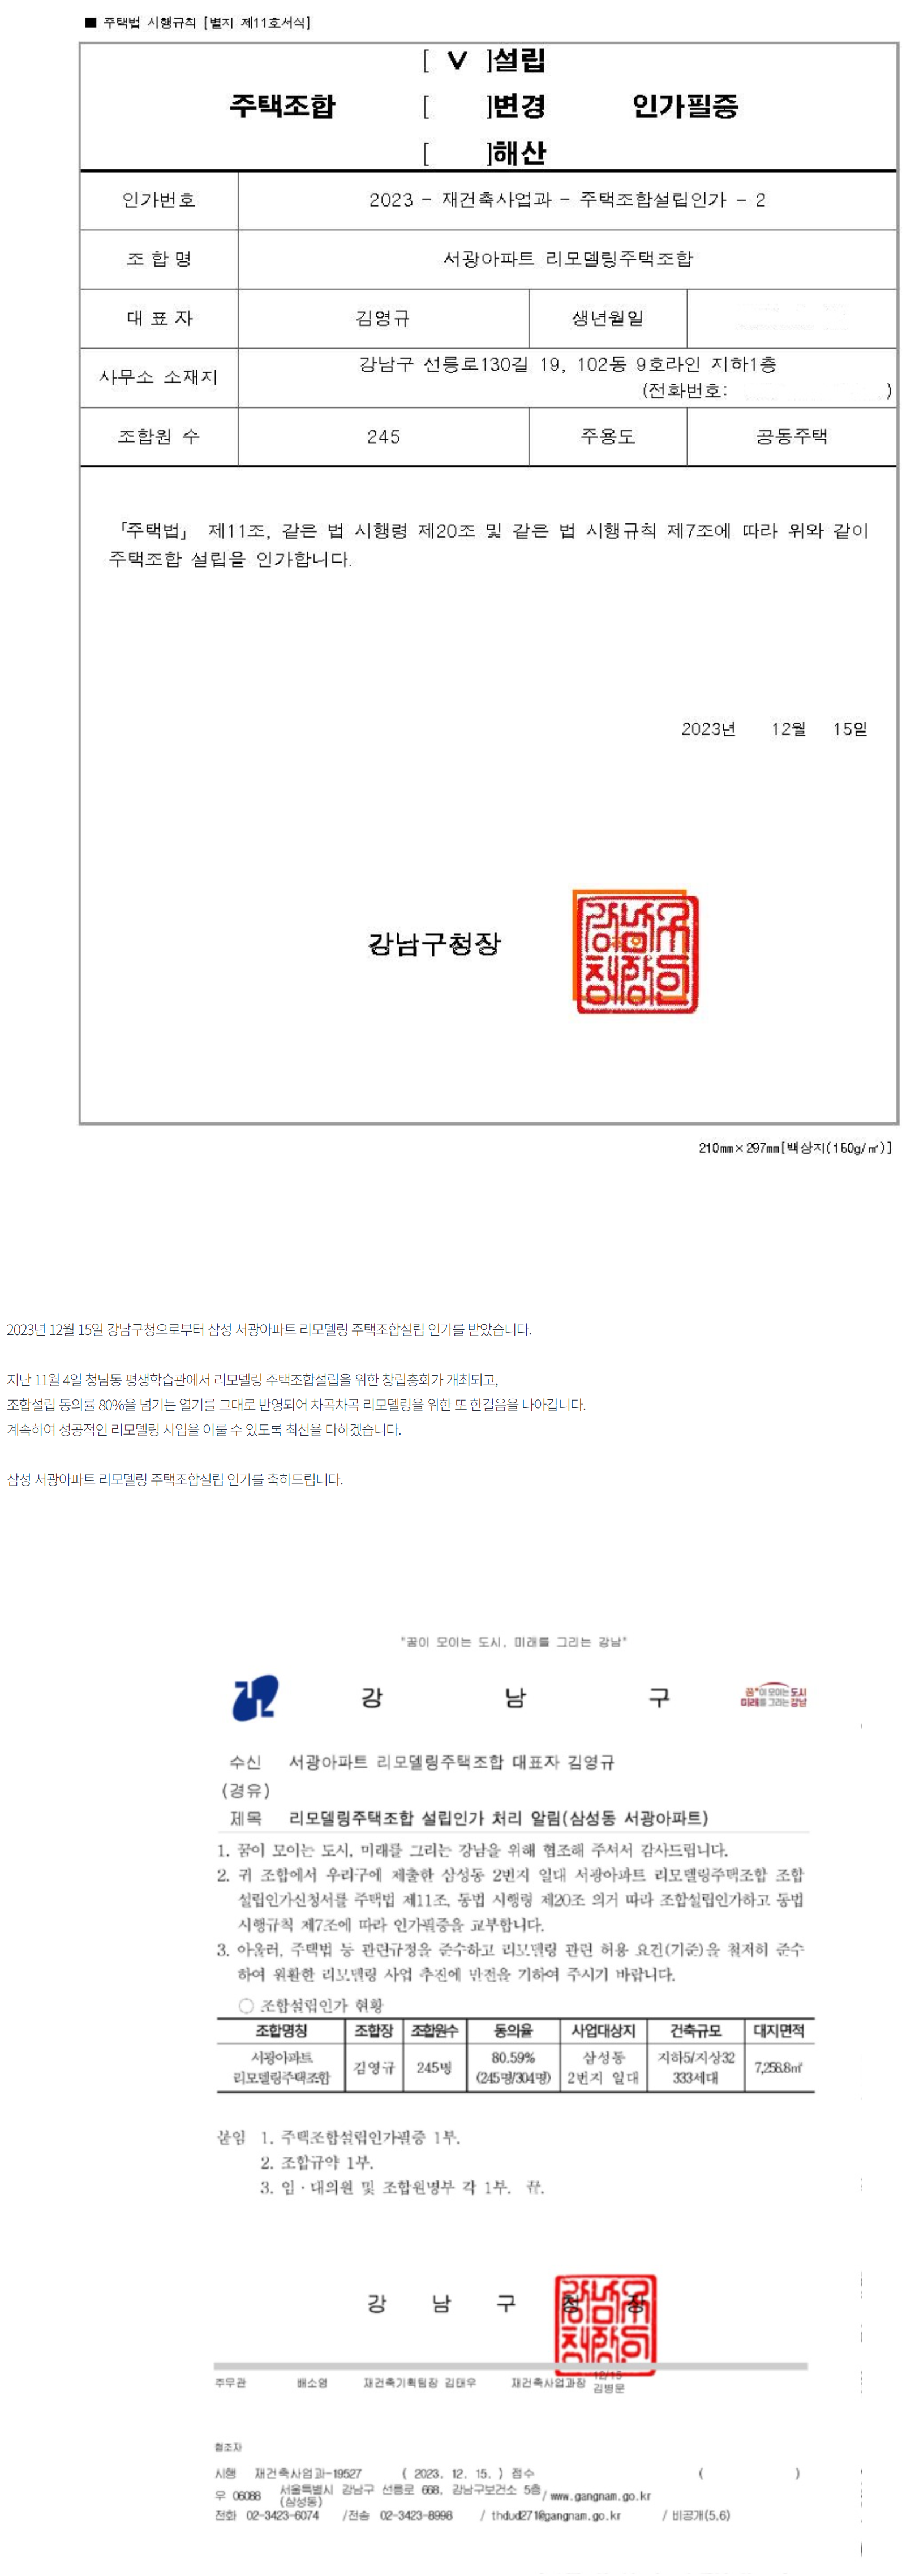 ■ 주택법 시행규칙 [별지 제11호서식]
[ V ]설립
주택조합 [ ]변경 인가필증
[ ]해산
인가번호 2023 - 재건축사업과 - 주택조합설립인가 - 2
조 합 명 서광아파트 리모델링주택조합
대 표 자 김영규 생년월일
사무소 소재지 강남구 선릉로130길 19, 102동 9호라인 지하1층
(전화번호: )
조합원 수 245 주용도 공동주택
「주택법」 제11조, 같은 법 시행령 제20조 및 같은 법 시행규칙 제7조에 따라 위와 같이
주택조합 설립을 인가합니다.
2023년 12월 15일
강남구청장
210㎜×297㎜[백상지(150g/㎡)]
2023년 12월 15일 강남구청으로부터 삼성 서광아파트 리모델링 주택조합설립 인가를 받았습니다.
지난 11월 4일 청담동 평생학습관에서 리모델링 주택조합설립을 위한 창립총회가 개최되고,
조합설립 동의률 80%을 넘기는 열기를 그대로 반영되어 차곡차곡 리모델링을 위한 또 한걸음을 나아갑니다.
계속하여 성공적인 리모델링 사업을 이룰 수 있도록 최선을 다하겠습니다.
삼성 서광아파트 리모델링 주택조합설립 인가를 축하드립니다.
"꿈이 모이는 도시, 미래를 그리는 강남"
강 남 구
꿈이 모이는 도시
미래를 그리는 강남
수신 서광아파트 리모델링주택조합 대표자 김영규
(경유)
제목 리모델링주택조합 설립인가 처리 알림(삼성동 서광아파트)
1. 꿈이 모이는 도시, 미래를 그리는 강남을 위해 협조해 주셔서 감사드립니다.
2. 귀 조합에서 우리구에 제출한 삼성동 2번지 일대 서광아파트 리모델링주택조합 조합
설립인가신청서를 주택법 제11조, 동법 시행령 제20조 의거 따라 조합설립인가하고 동법
시행규칙 제7조에 따라 인가필증을 교부합니다.
3. 아울러, 주택법 등 관련규정을 준수하고 리모델링 관련 허용 요건(기준)을 철저히 준수
하여 원활한 리모델링 사업 추진에 만전을 기하여 주시기 바랍니다.
○ 조합설립인가 현황
조합명칭 조합장 조합원수 동의율 사업대상지 건축규모 대지면적
서광아파트 리모델링주택조합 김영규 245명 80.59% (245명/304명) 삼성동 2번지 일대 지하5/지상32 333세대 7,256.8㎡
붙임 1. 주택조합설립인가필증 1부.
2. 조합규약 1부.
3. 임·대의원 및 조합원명부 각 1부. 끝.
강 남 구 청 장
주무관 배소영 재건축기획팀장 김태우 재건축사업과장 12/15
김병문
협조자
시행 재건축사업과-19527 ( 2023. 12. 15. ) 접수 ( )
우 06088 서울특별시 강남구 선릉로 668, 강남구보건소 5층 (삼성동) / www.gangnam.go.kr
전화 02-3423-6074 /전송 02-3423-8998 / thdud271@gangnam.go.kr / 비공개(5,6)